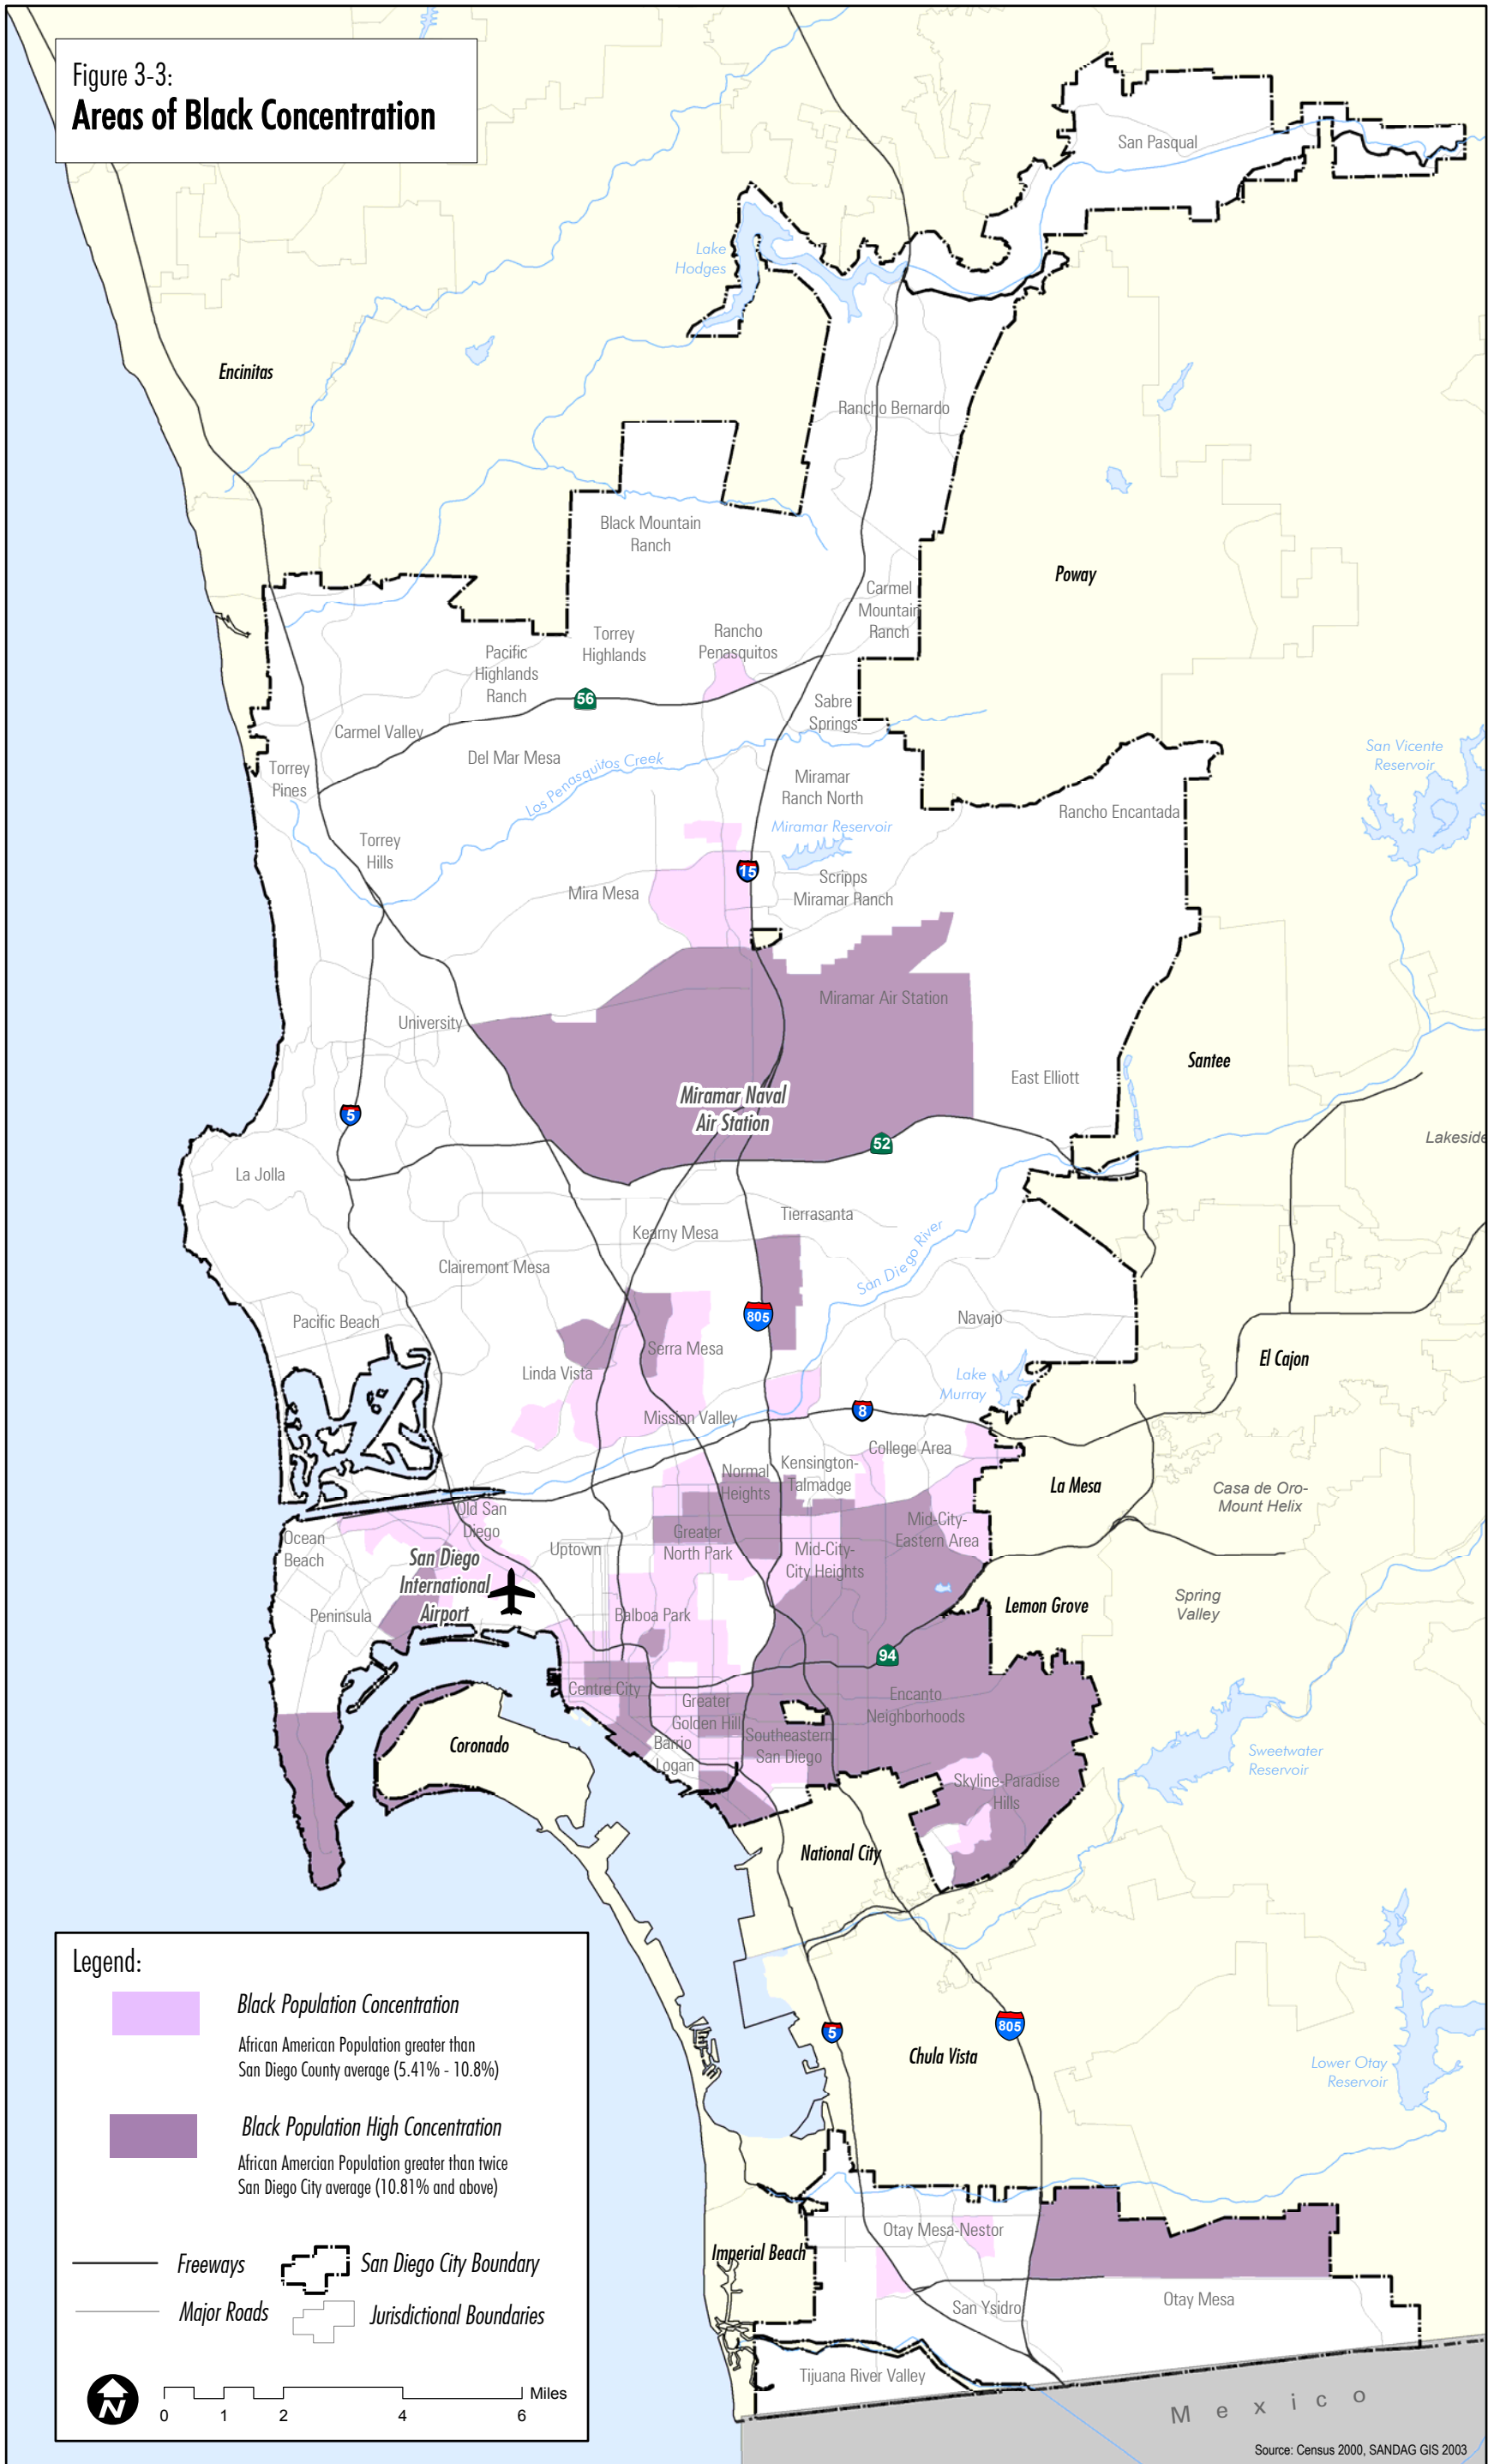 Figure 3-3:
Areas of Black Concentration
San Pasqual
Lake
Hodges
Encinitas
Rancho Bernardo
Black Mountain
Ranch
Poway
Carmel
Mountain
Ranch
Torrey
Highlands
Rancho
Penasquitos
Pacific
Highlands
Ranch
56
Sabre
Springs
Carmel Valley
Del Mar Mesa
Los Penasquitos Creek
Torrey
Pines
San Vicente
Reservoir
Miramar
Ranch North
Rancho Encantada
Miramar Reservoir
Torrey
Hills
15
Mira Mesa
Scripps
Miramar Ranch
Miramar Air Station
University
Santee
East Elliott
Miramar Naval
Air Station
5
52
Lakeside
La Jolla
Tierrasanta
Kearny Mesa
San Diego River
Clairemont Mesa
Pacific Beach
805
Navajo
Serra Mesa
El Cajon
Linda Vista
Lake
Murray
8
Mission Valley
College Area
Normal
Heights
Kensington-
Talmadge
La Mesa
Casa de Oro-
Mount Helix
Old San
Diego
Ocean
Beach
Greater
North Park
Mid-City-
Eastern Area
Uptown
Mid-City-
City Heights
San Diego
International
Airport
Peninsula
Balboa Park
Lemon Grove
Spring
Valley
94
Centre City
Greater
Golden Hill
Encanto
Neighborhoods
Barrio
Logan
Southeastern
San Diego
Coronado
Sweetwater
Reservoir
Skyline-Paradise
Hills
National City
Legend:
Black Population Concentration
African American Population greater than
San Diego County average (5.41% - 10.8%)
Black Population High Concentration
African Amercian Population greater than twice
San Diego City average (10.81% and above)
Freeways
San Diego City Boundary
Major Roads
Jurisdictional Boundaries
N
Miles
0 1 2 4 6
5
805
Chula Vista
Lower Otay
Reservoir
Otay Mesa-Nestor
Imperial Beach
San Ysidro
Otay Mesa
Tijuana River Valley
Mexico
Source: Census 2000, SANDAG GIS 2003